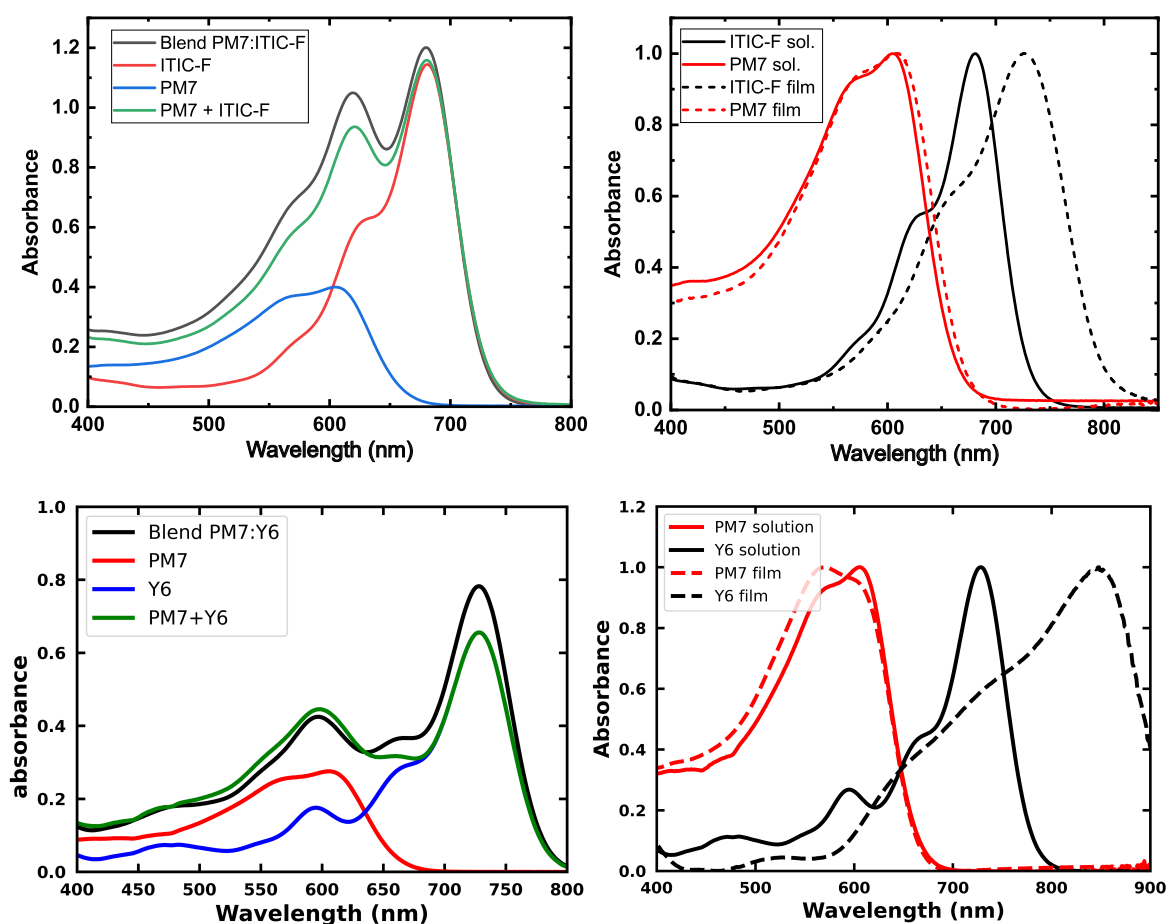 Blend PM7:ITIC-F
ITIC-F
PM7
PM7 + ITIC-F
Absorbance
0.0
0.2
0.4
0.6
0.8
1.0
1.2
400
500
600
700
800
Wavelength (nm)
ITIC-F sol.
PM7 sol.
ITIC-F film
PM7 film
Absorbance
0.0
0.2
0.4
0.6
0.8
1.0
400
500
600
700
800
Wavelength (nm)
Blend PM7:Y6
PM7
Y6
PM7+Y6
absorbance
0.0
0.2
0.4
0.6
0.8
1.0
400
450
500
550
600
650
700
750
800
Wavelength (nm)
PM7 solution
Y6 solution
PM7 film
Y6 film
Absorbance
0.0
0.2
0.4
0.6
0.8
1.0
1.2
400
500
600
700
800
900
Wavelength (nm)